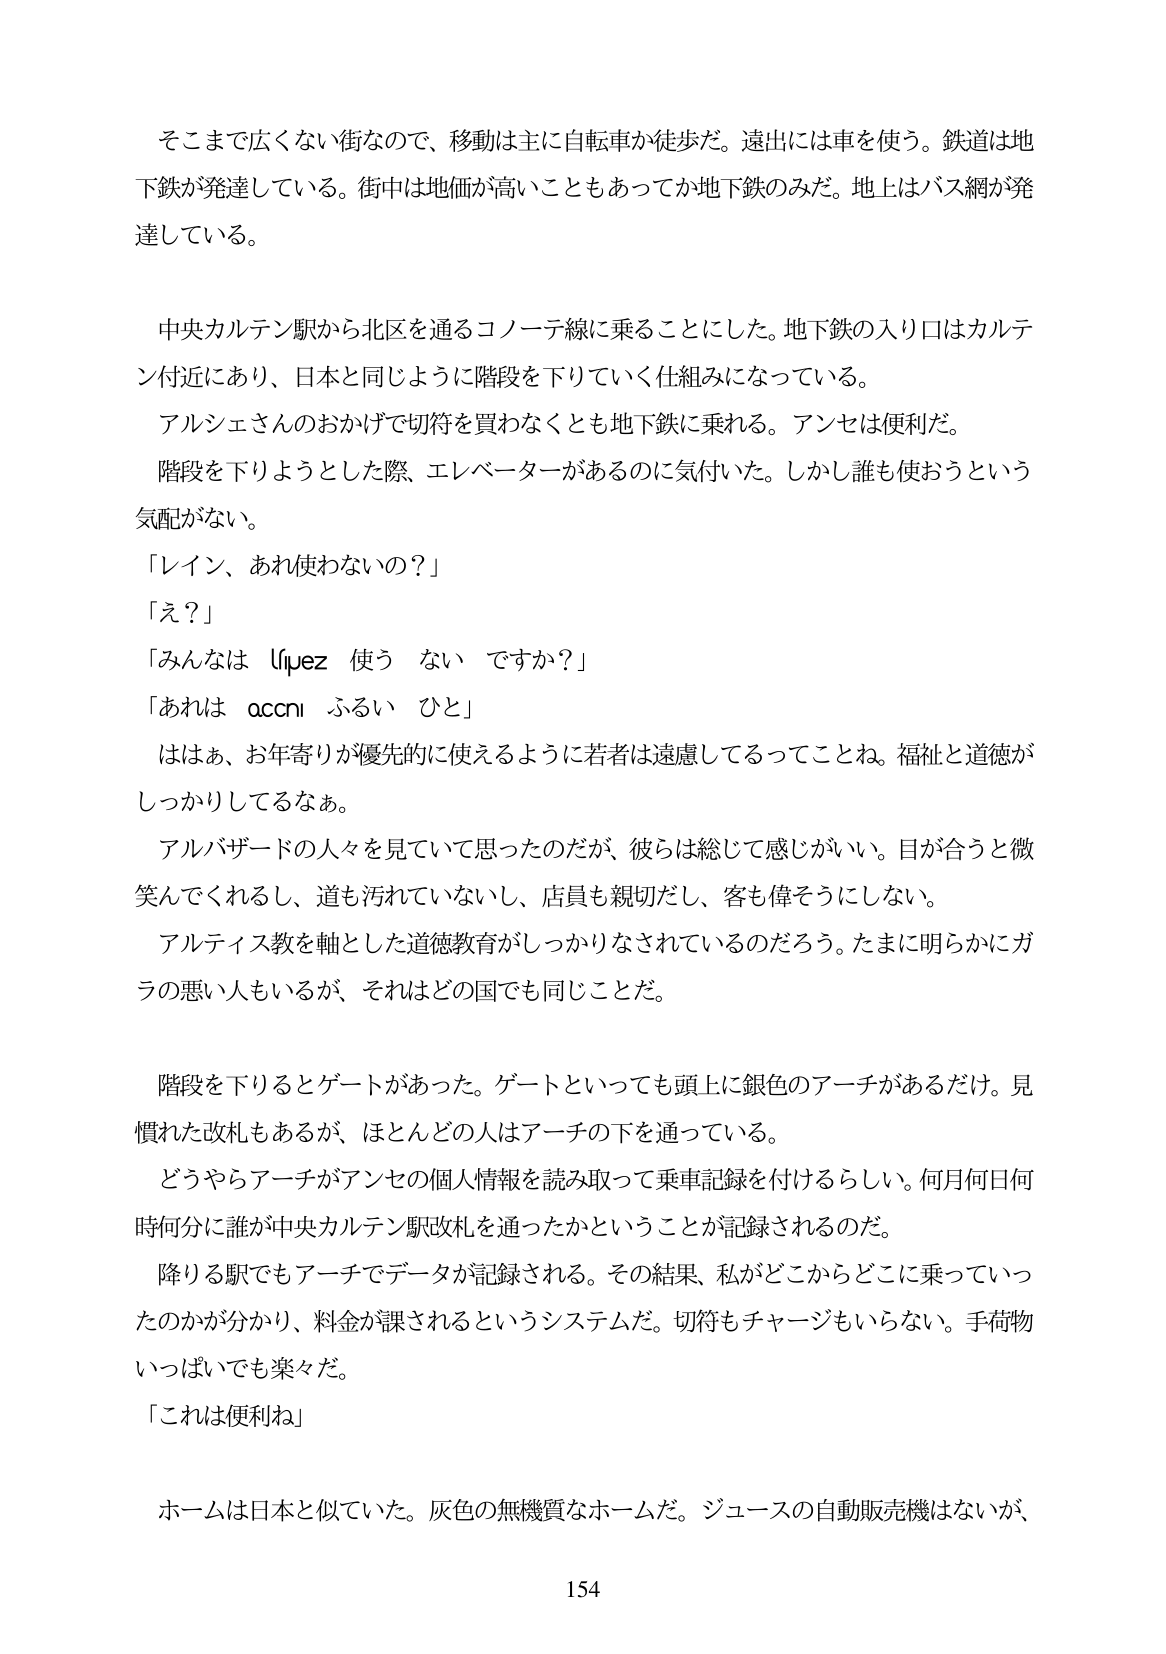 そこまで広くない街なので、移動は主に自転車か徒歩だ。遠出には車を使う。鉄道は地
下鉄が発達している。街中は地価が高いこともあってか地下鉄のみだ。地上はバス網が発
達している。
中央カルテン駅から北区を通るコノーテ線に乗ることにした。地下鉄の入り口はカルテ
ン付近にあり、日本と同じように階段を下りていく仕組みになっている。
アルシェさんのおかげで切符を買わなくとも地下鉄に乗れる。アンセは便利だ。
階段を下りようとした際、エレベーターがあるのに気付いた。しかし誰も使おうという
気配がない。
「レイン、あれ使わないの？」
「え？」
「みんなは　使う　ない　ですか？」
「あれは　ふるい　ひと」
ははぁ、お年寄りが優先的に使えるように若者は遠慮してるってことね。福祉と道徳が
しっかりしてるなぁ。
アルバザードの人々を見ていて思ったのだが、彼らは総じて感じがいい。目が合うと微
笑んでくれるし、道も汚れていないし、店員も親切だし、客も偉そうにしない。
アルティス教を軸とした道徳教育がしっかりなされているのだろう。たまに明らかにガ
ラの悪い人もいるが、それはどの国でも同じことだ。
階段を下りるとゲートがあった。ゲートといっても頭上に銀色のアーチがあるだけ。見
慣れた改札もあるが、ほとんどの人はアーチの下を通っている。
どうやらアーチがアンセの個人情報を読み取って乗車記録を付けるらしい。何月何日何
時何分に誰が中央カルテン駅改札を通ったかということが記録されるのだ。
降りる駅でもアーチでデータが記録される。その結果、私がどこからどこに乗っていっ
たのかが分かり、料金が課されるというシステムだ。切符もチャージもいらない。手荷物
いっぱいでも楽々だ。
「これは便利ね」
ホームは日本と似ていた。灰色の無機質なホームだ。ジュースの自動販売機はないが、
154